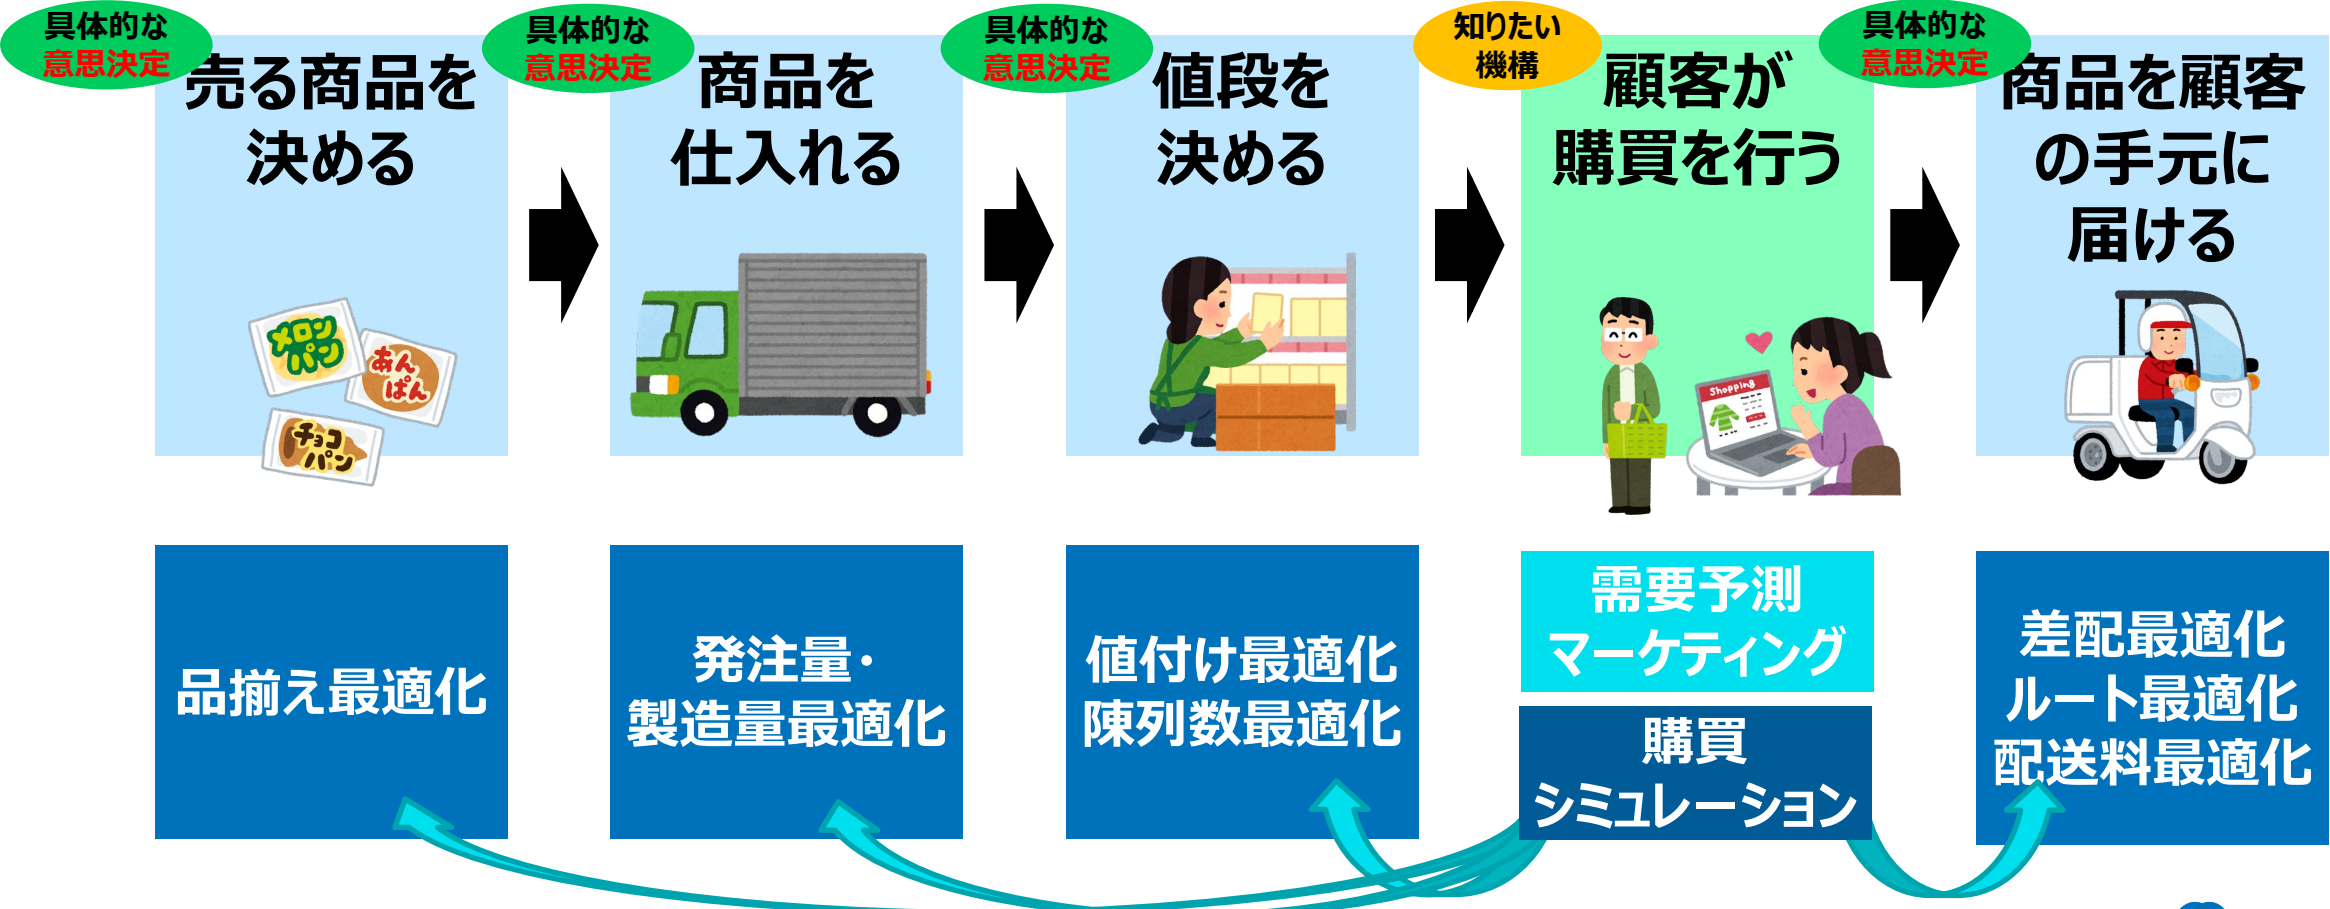 具体的な
意思決定
売る商品を
決める
メロン
パン
あん
ぱん
チョコ
パン
具体的な
意思決定
商品を
仕入れる
具体的な
意思決定
値段を
決める
知りたい
機構
顧客が
購買を行う
Shopping
具体的な
意思決定
商品を顧客
の手元に
届ける
品揃え最適化
発注量・
製造量最適化
値付け最適化
陳列数最適化
需要予測
マーケティング
購買
シミュレーション
差配最適化
ルート最適化
配送料最適化